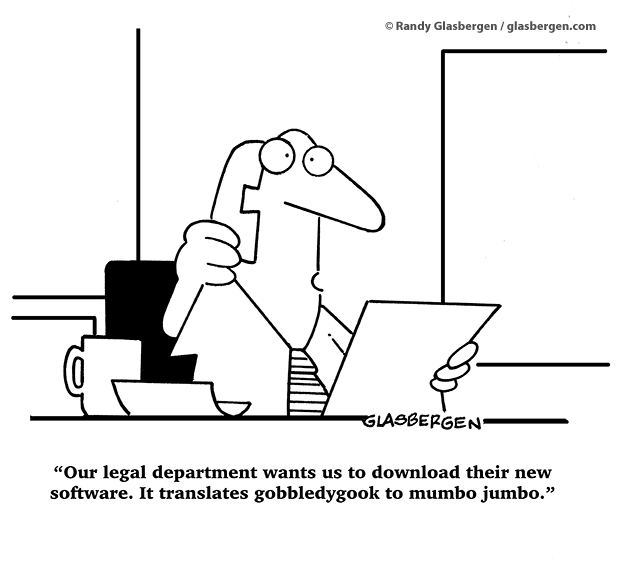 © Randy Glasbergen / glasbergen.com
GLASBERGEN
“Our legal department wants us to download their new
software. It translates gobbledygook to mumbo jumbo.”